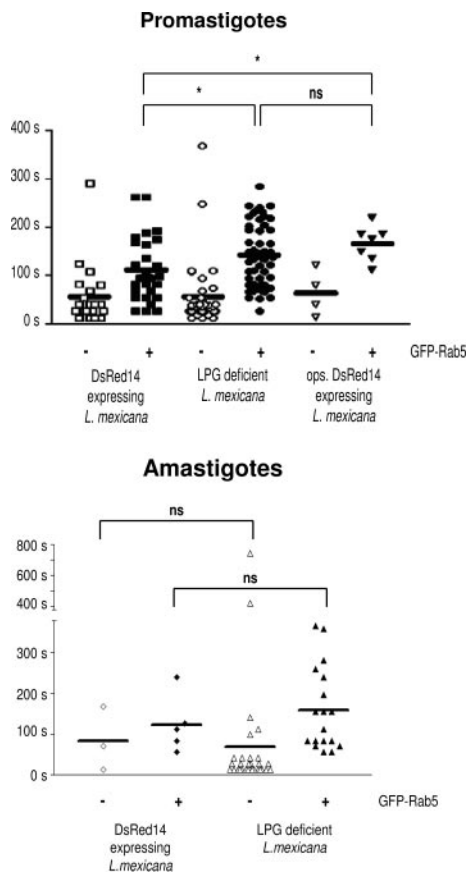 Promastigotes
*
* ns
400 s
300 s
200 s
100 s
0 s
- + - + - + GFP-Rab5
DsRed14 LPG deficient ops. DsRed14
expressing L. mexicana expressing
L. mexicana L. mexicana
Amastigotes
ns
800 s
600 s
ns
400 s
300 s
200 s
100 s
0 s
- + - + GFP-Rab5
DsRed14 LPG deficient
expressing L.mexicana
L.mexicana